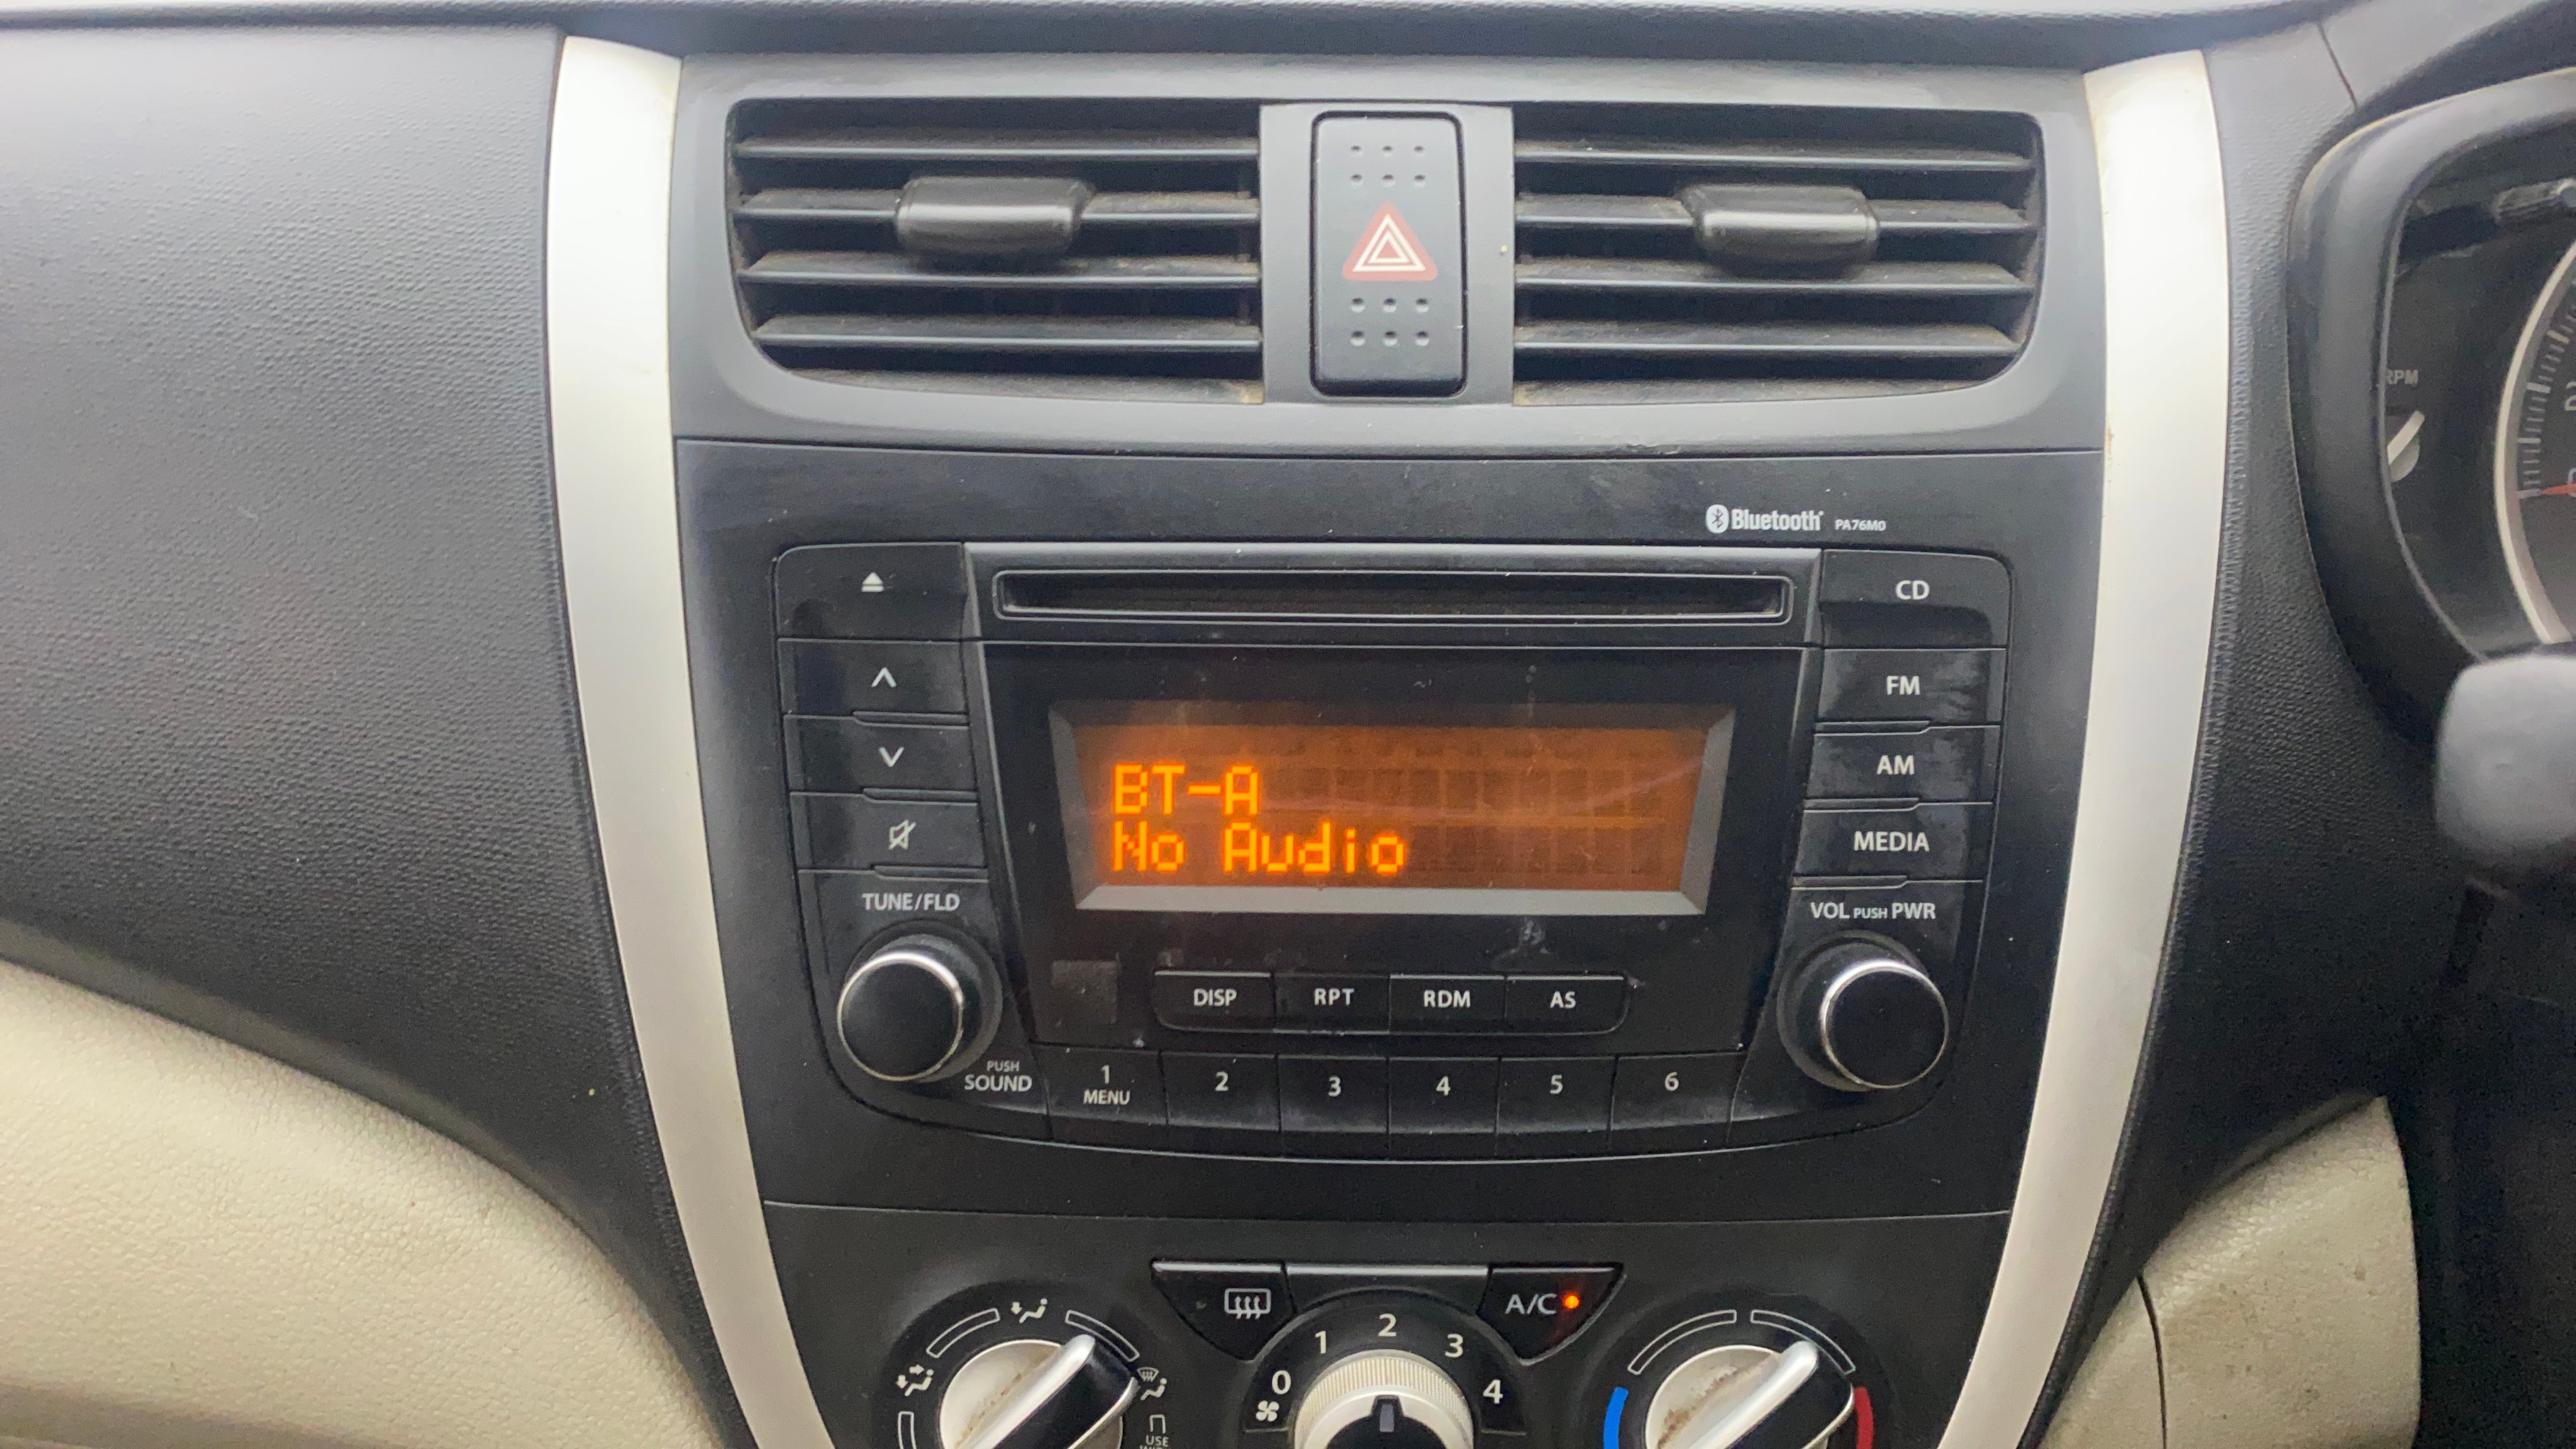 RPM
Bluetooth® PA76M0
CD
FM
AM
MEDIA
BT-A
No Audio
TUNE/FLD
VOL PUSH PWR
DISP RPT RDM AS
PUSH
SOUND
1 2 3 4 5 6
MENU
A/C
0 1 2 3 4
USE